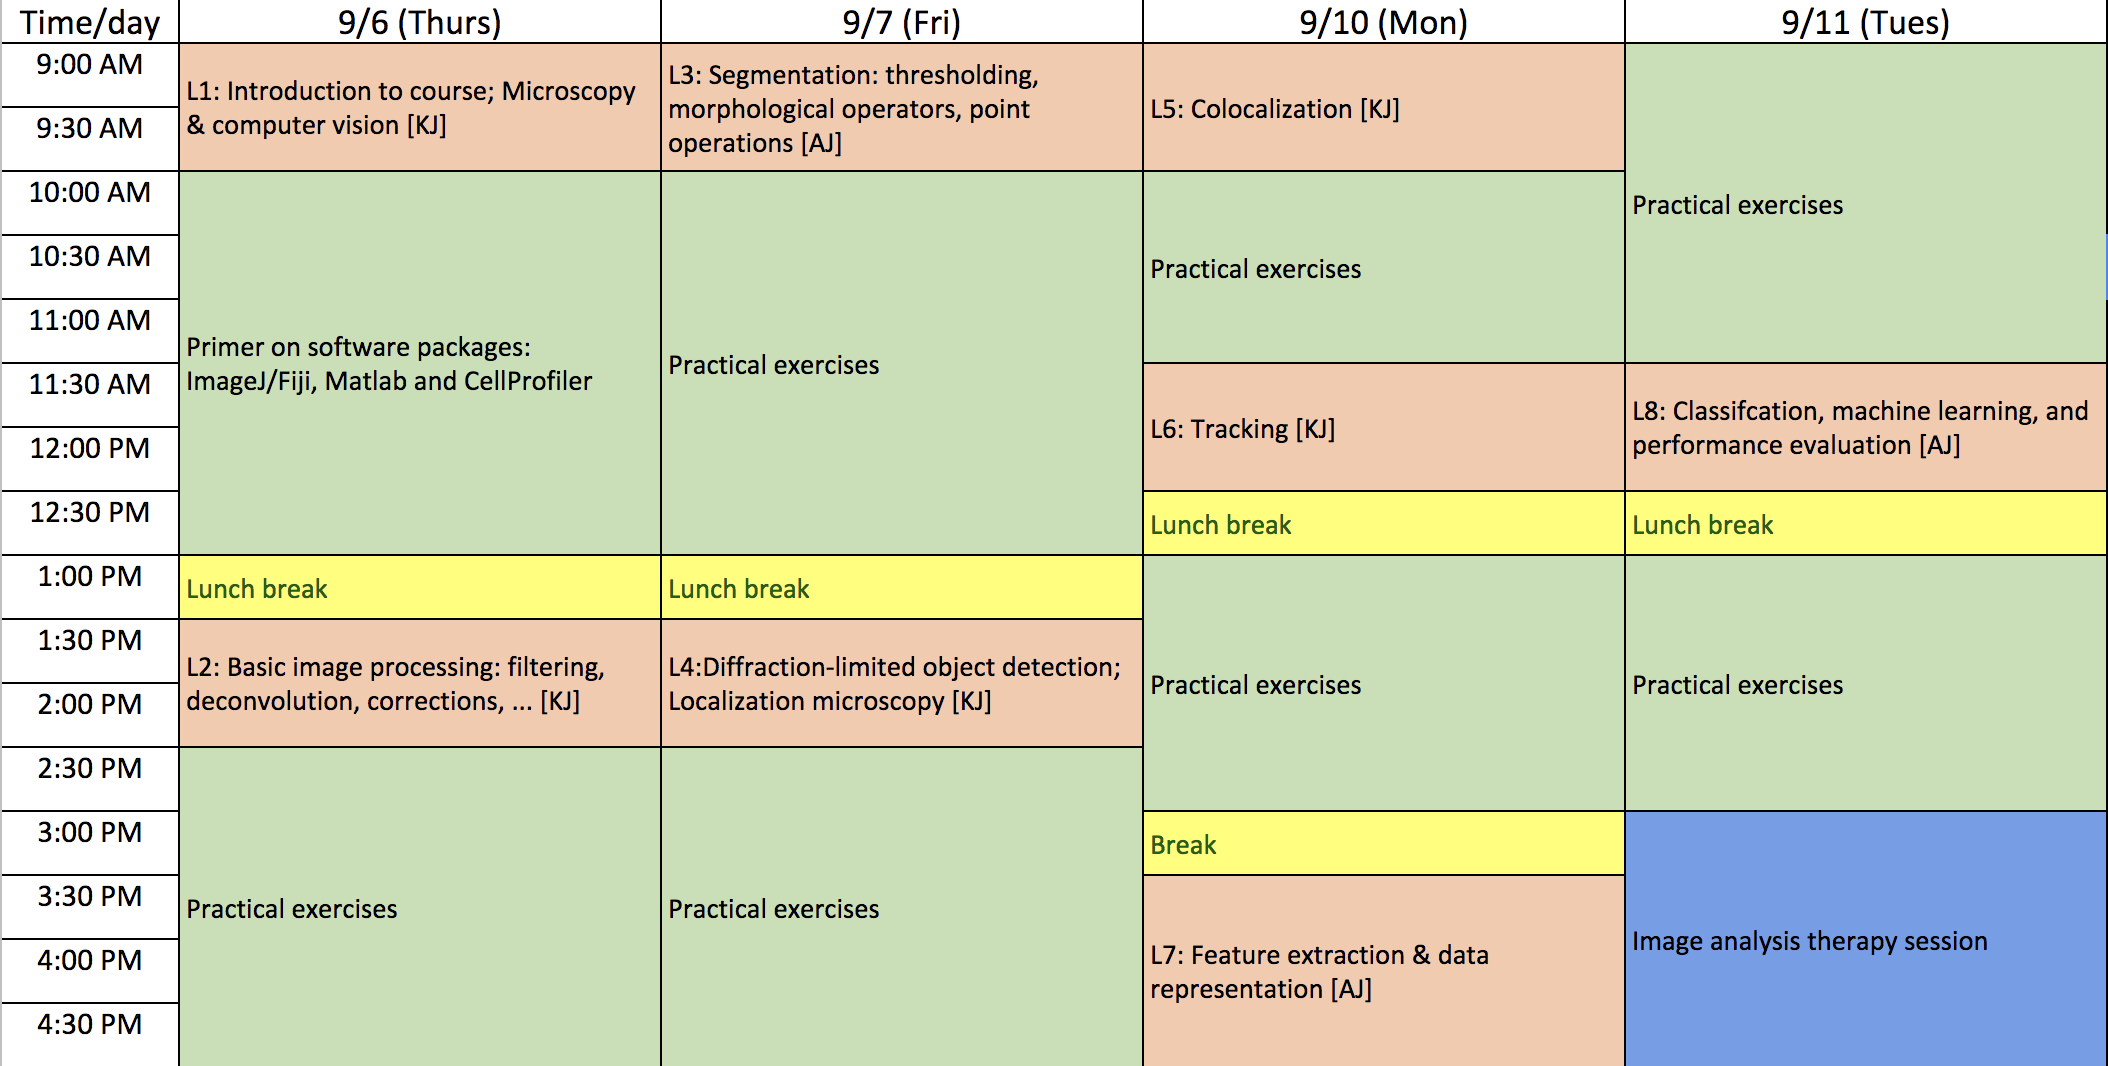 Time/day
9/6 (Thurs)
9/7 (Fri)
9/10 (Mon)
9/11 (Tues)
9:00 AM
9:30 AM
10:00 AM
10:30 AM
11:00 AM
11:30 AM
12:00 PM
12:30 PM
1:00 PM
1:30 PM
2:00 PM
2:30 PM
3:00 PM
3:30 PM
4:00 PM
4:30 PM
L1: Introduction to course; Microscopy
& computer vision [KJ]
Primer on software packages:
ImageJ/Fiji, Matlab and CellProfiler
Lunch break
L2: Basic image processing: filtering,
deconvolution, corrections, ... [KJ]
Practical exercises
L3: Segmentation: thresholding,
morphological operators, point
operations [AJ]
Practical exercises
Lunch break
L4:Diffraction-limited object detection;
Localization microscopy [KJ]
Practical exercises
L5: Colocalization [KJ]
Practical exercises
L6: Tracking [KJ]
Lunch break
Practical exercises
Break
L7: Feature extraction & data
representation [AJ]
Practical exercises
L8: Classifcation, machine learning, and
performance evaluation [AJ]
Lunch break
Practical exercises
Image analysis therapy session